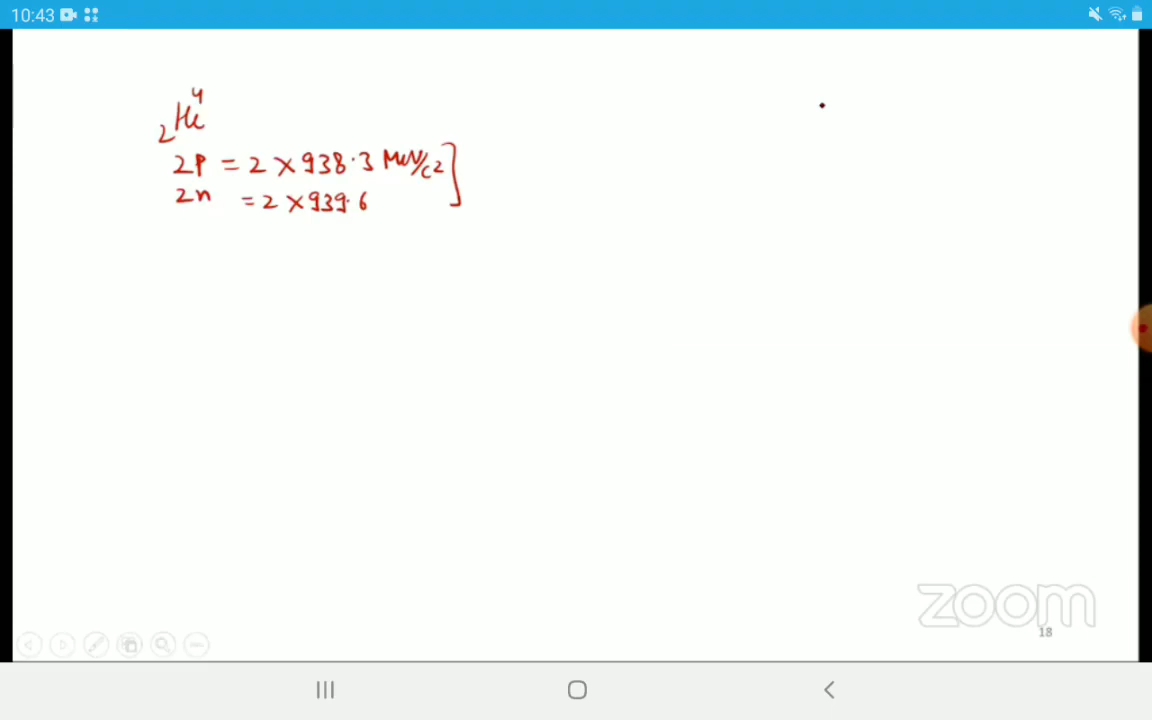 10:43
₂He⁴
2P = 2 × 938.3 MeV/c2]
2n = 2 × 939.6
zoom
18